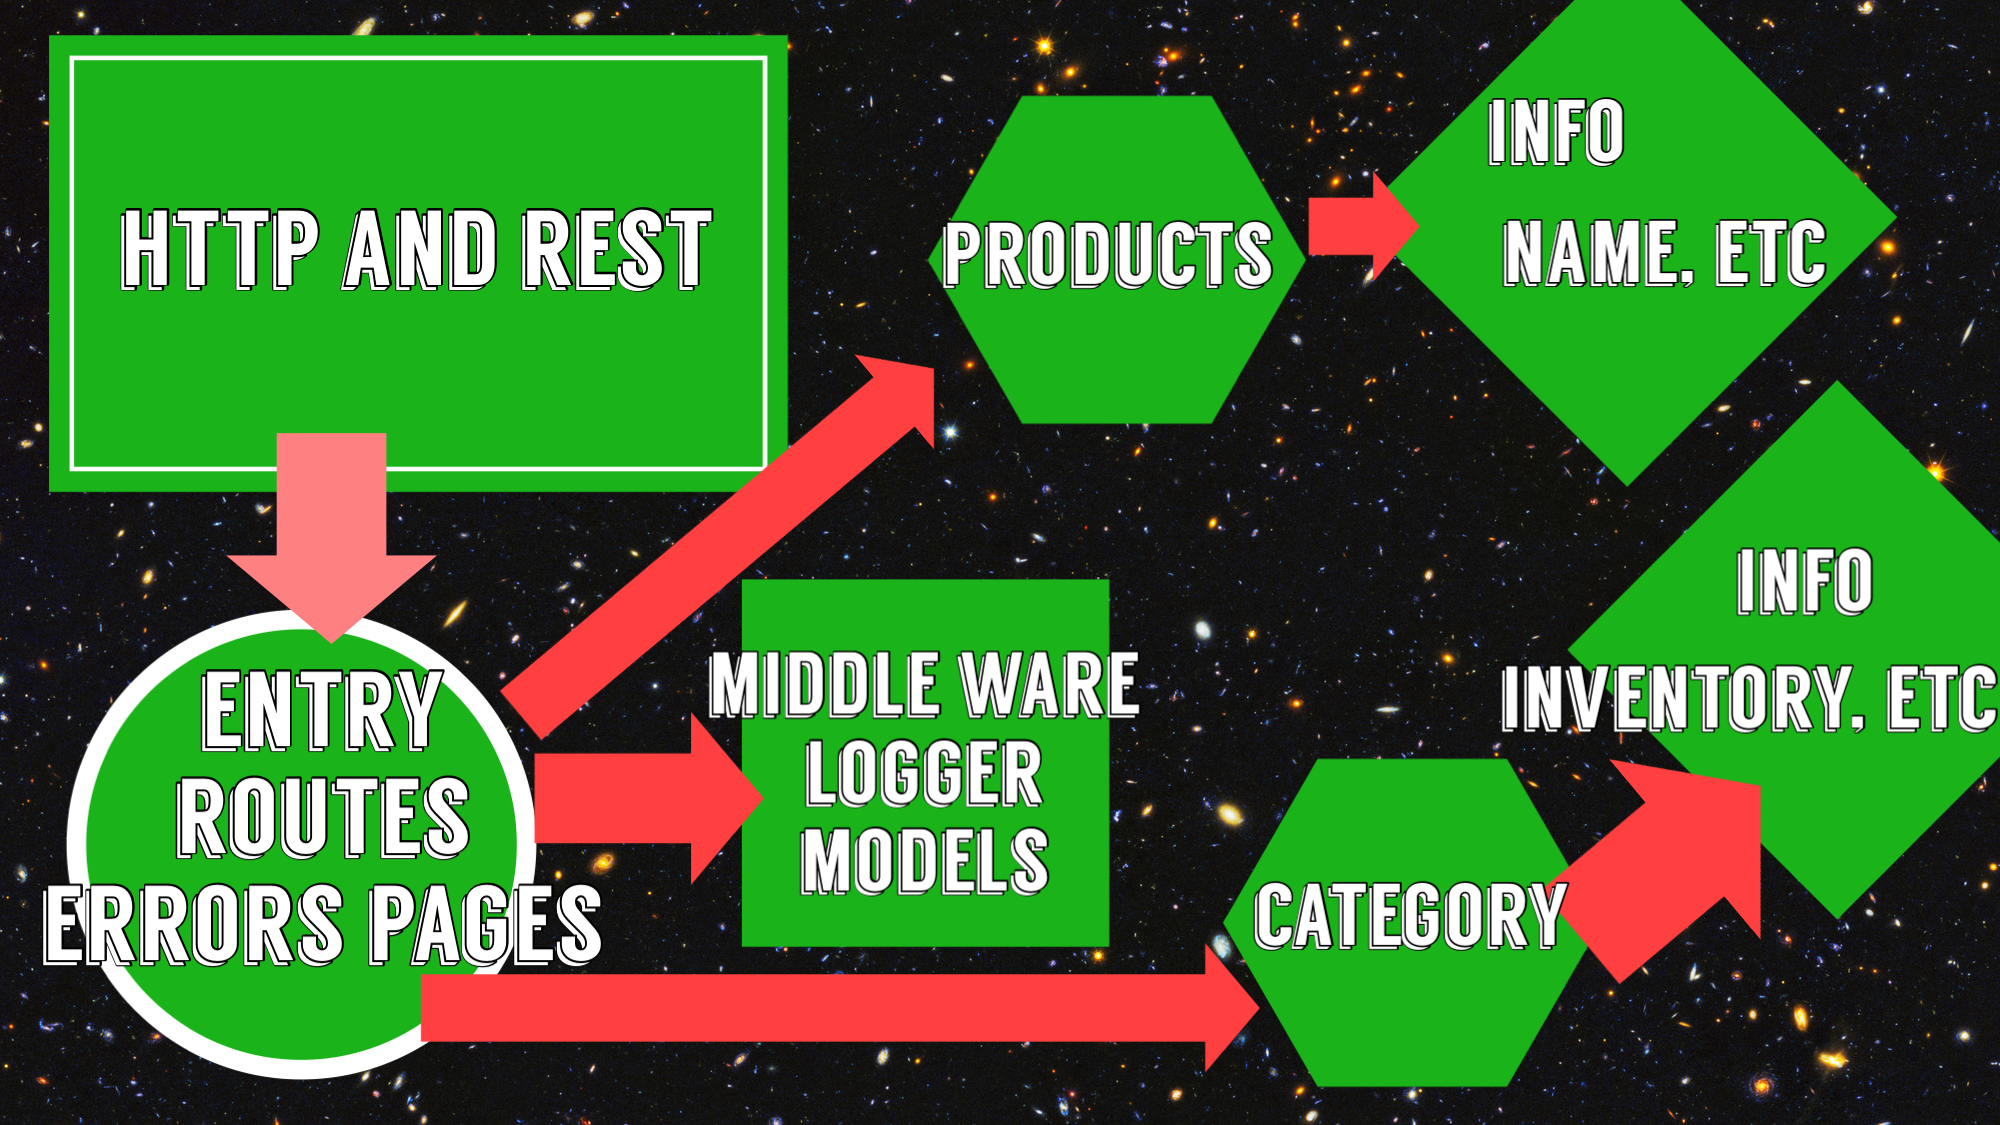 HTTP AND REST
PRODUCTS
INFO
NAME, ETC
ENTRY
ROUTES
ERRORS PAGES
MIDDLE WARE
LOGGER
MODELS
CATEGORY
INFO
INVENTORY, ETC